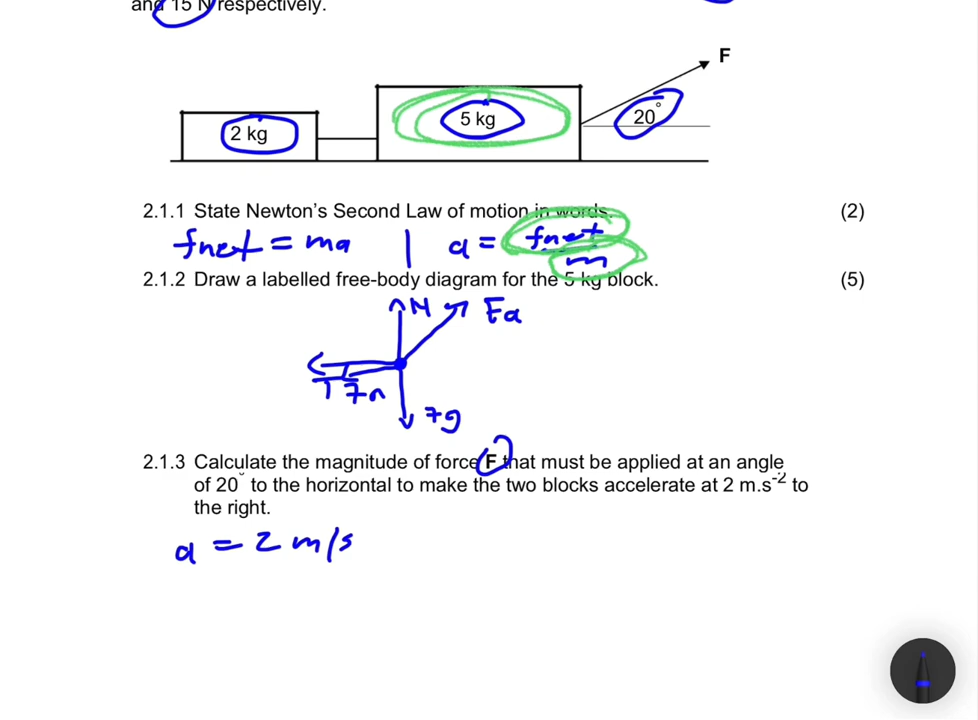 and 15 N respectively.
F
20°
5 kg
2 kg
2.1.1 State Newton's Second Law of motion in words. (2)
fnet = ma | a = fnet
m
2.1.2 Draw a labelled free-body diagram for the 5 kg block. (5)
N Fa
7n
7g
2.1.3 Calculate the magnitude of force F that must be applied at an angle
of 20° to the horizontal to make the two blocks accelerate at 2 m.s-2 to
the right.
a = 2 m/s